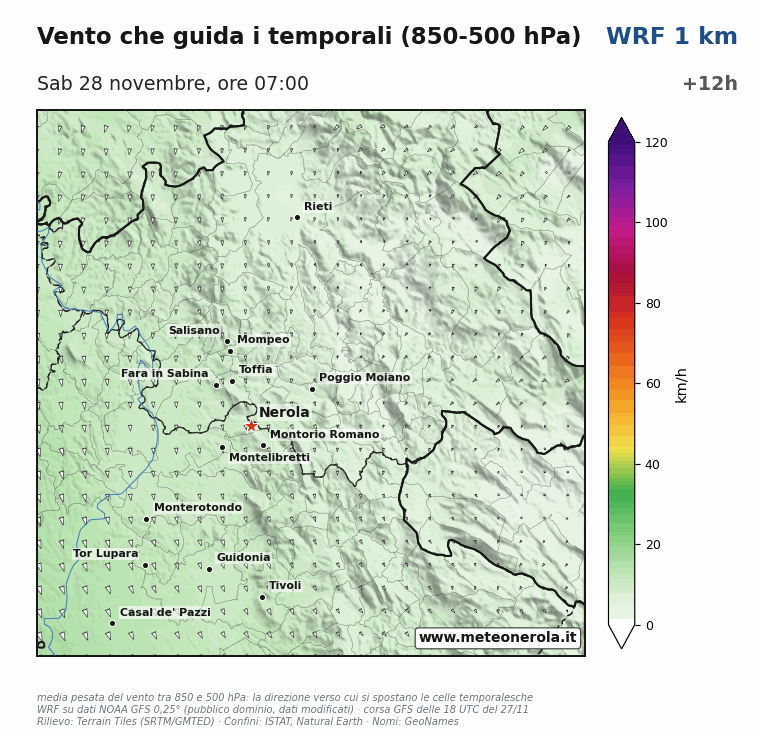 Vento che guida i temporali (850-500 hPa) WRF 1 km
Sab 28 novembre, ore 07:00 +12h
Rieti
Salisano
Mompeo
Toffia
Fara in Sabina
Poggio Moiano
Nerola
Montorio Romano
Montelibretti
Monterotondo
Tor Lupara
Guidonia
Tivoli
Casal de' Pazzi
www.meteonerola.it
120
100
80
60
40
20
0
km/h
media pesata del vento tra 850 e 500 hPa: la direzione verso cui si spostano le celle temporalesche
WRF su dati NOAA GFS 0,25° (pubblico dominio, dati modificati) · corsa GFS delle 18 UTC del 27/11
Rilievo: Terrain Tiles (SRTM/GMTED) · Confini: ISTAT, Natural Earth · Nomi: GeoNames